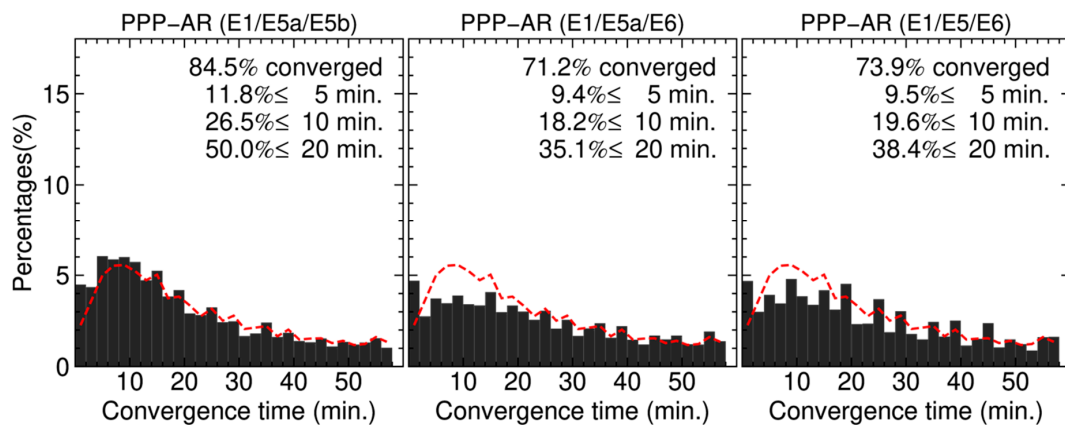 PPP−AR (E1/E5a/E5b)
PPP−AR (E1/E5a/E6)
PPP−AR (E1/E5/E6)
84.5% converged
11.8%≤ 5 min.
26.5%≤ 10 min.
50.0%≤ 20 min.
71.2% converged
9.4%≤ 5 min.
18.2%≤ 10 min.
35.1%≤ 20 min.
73.9% converged
9.5%≤ 5 min.
19.6%≤ 10 min.
38.4%≤ 20 min.
Percentages(%)
15
10
5
0
10 20 30 40 50
10 20 30 40 50
10 20 30 40 50
Convergence time (min.)
Convergence time (min.)
Convergence time (min.)